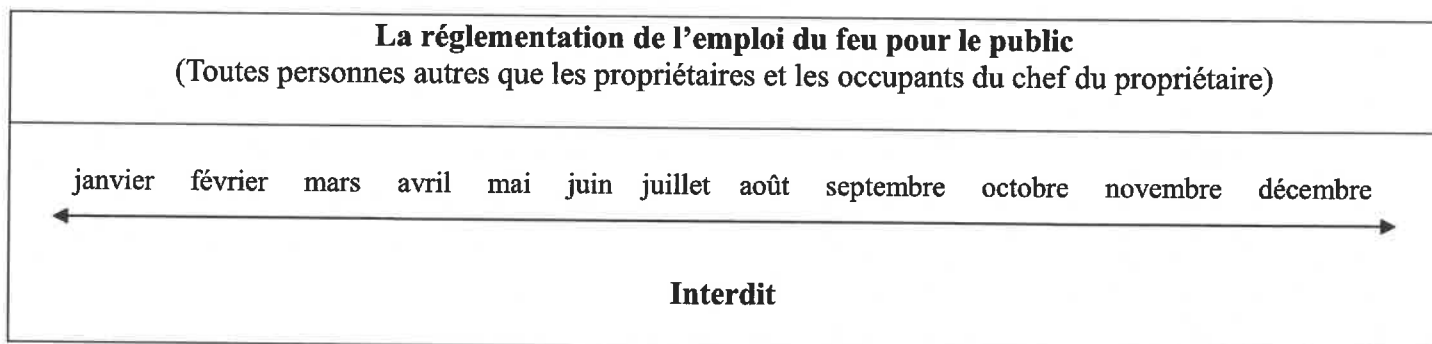 La réglementation de l’emploi du feu pour le public
(Toutes personnes autres que les propriétaires et les occupants du chef du propriétaire)
janvier février mars avril mai juin juillet août septembre octobre novembre décembre
Interdit